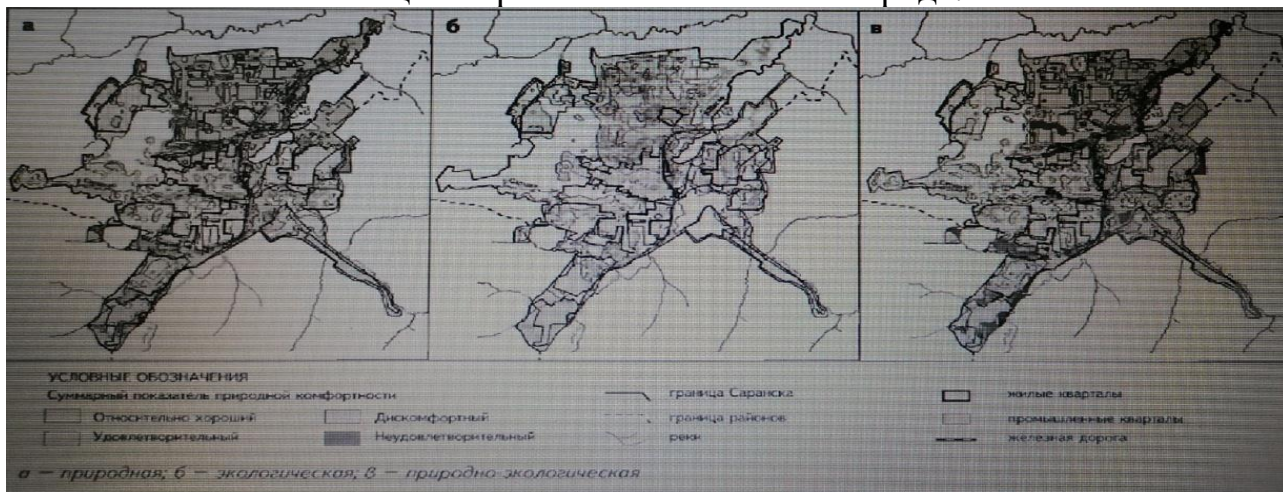 а
б
в
УСЛОВНЫЕ ОБОЗНАЧЕНИЯ
Суммарный показатель природной комфортности
Относительно хороший
Дискомфортный
Удовлетворительный
Неудовлетворительный
граница Саранска
граница районов
реки
жилые кварталы
промышленные кварталы
железная дорога
а – природная; б – экологическая; в – природно-экологическая